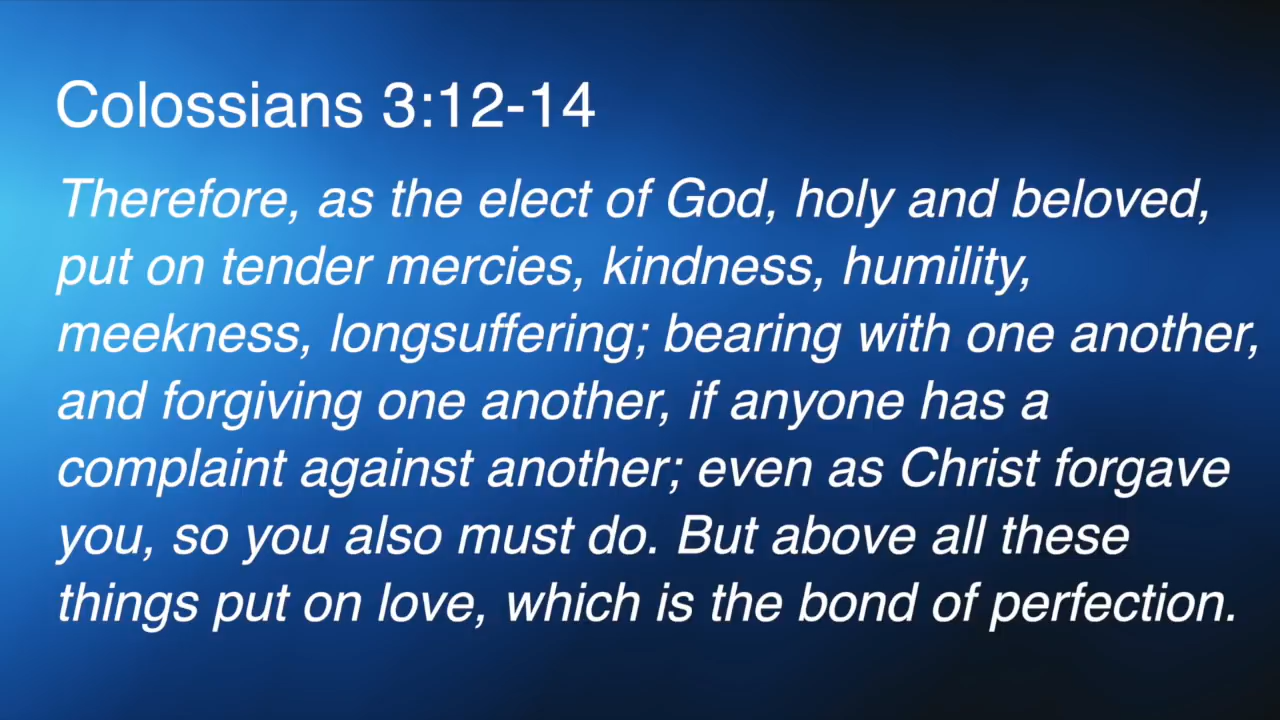 Colossians 3:12-14
Therefore, as the elect of God, holy and beloved,
put on tender mercies, kindness, humility,
meekness, longsuffering; bearing with one another,
and forgiving one another, if anyone has a
complaint against another; even as Christ forgave
you, so you also must do. But above all these
things put on love, which is the bond of perfection.